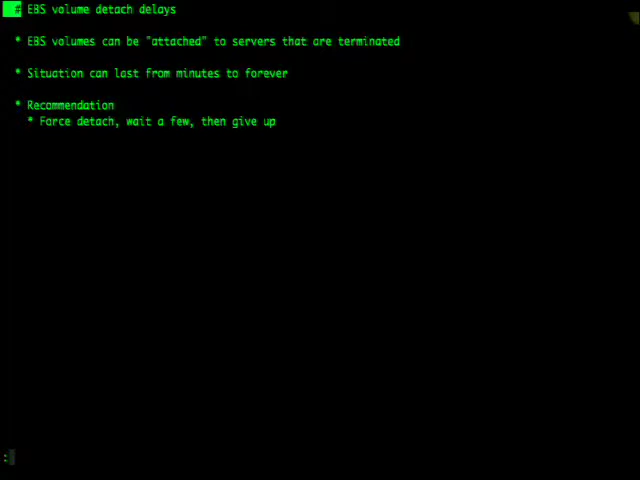 # EBS volume detach delays
* EBS volumes can be "attached" to servers that are terminated
* Situation can last from minutes to forever
* Recommendation
* Force detach, wait a few, then give up
: